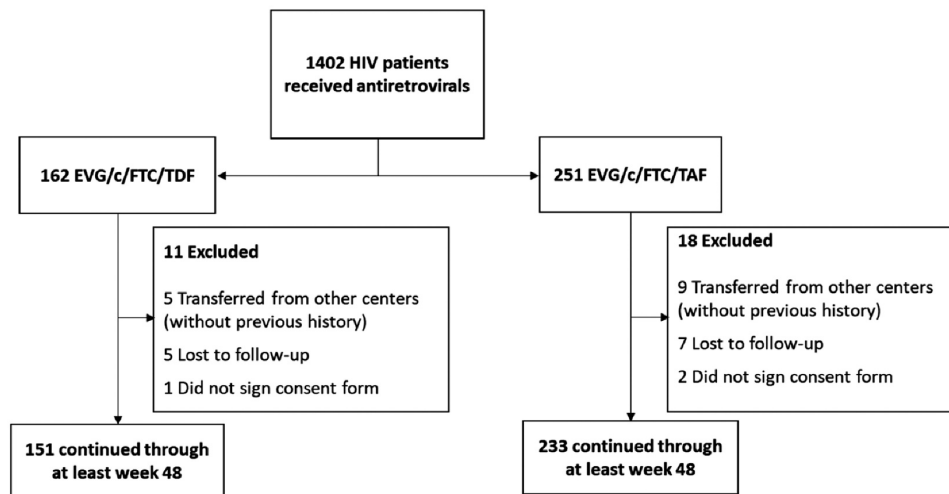 1402 HIV patients
received antiretrovirals
162 EVG/c/FTC/TDF
251 EVG/c/FTC/TAF
11 Excluded
5 Transferred from other centers
(without previous history)
5 Lost to follow-up
1 Did not sign consent form
18 Excluded
9 Transferred from other centers
(without previous history)
7 Lost to follow-up
2 Did not sign consent form
151 continued through
at least week 48
233 continued through
at least week 48